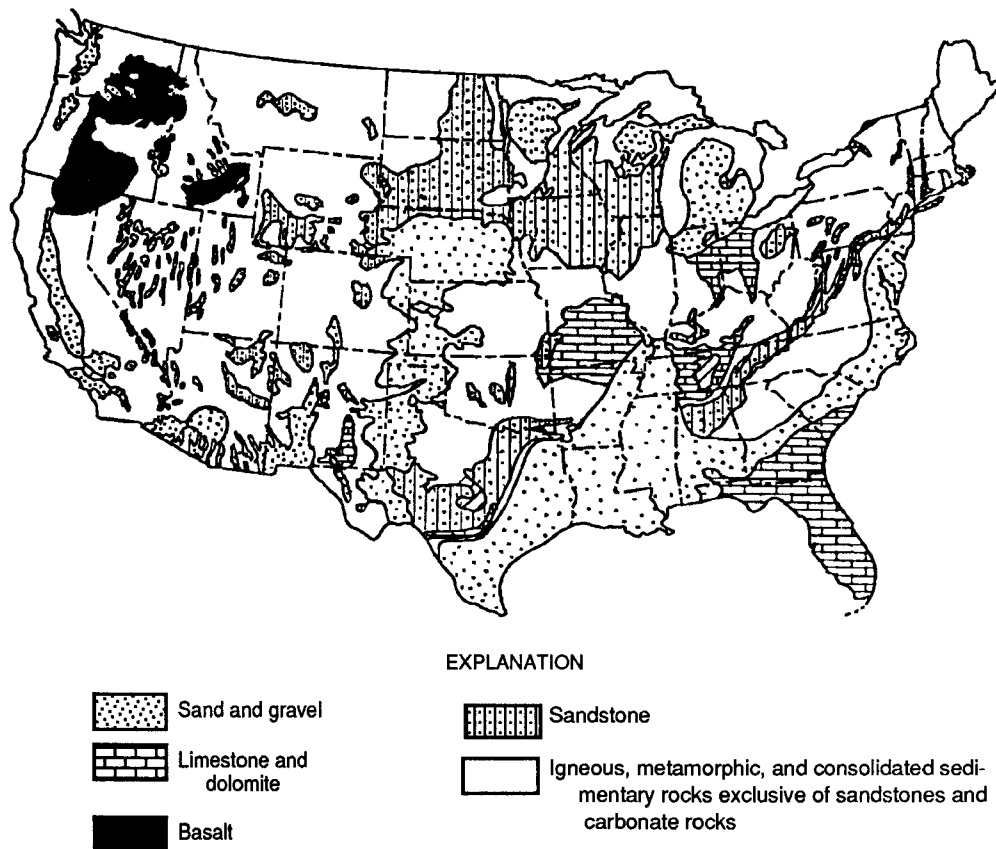 EXPLANATION
Sand and gravel
Limestone and
dolomite
Basalt
Sandstone
Igneous, metamorphic, and consolidated sedi-
mentary rocks exclusive of sandstones and
carbonate rocks